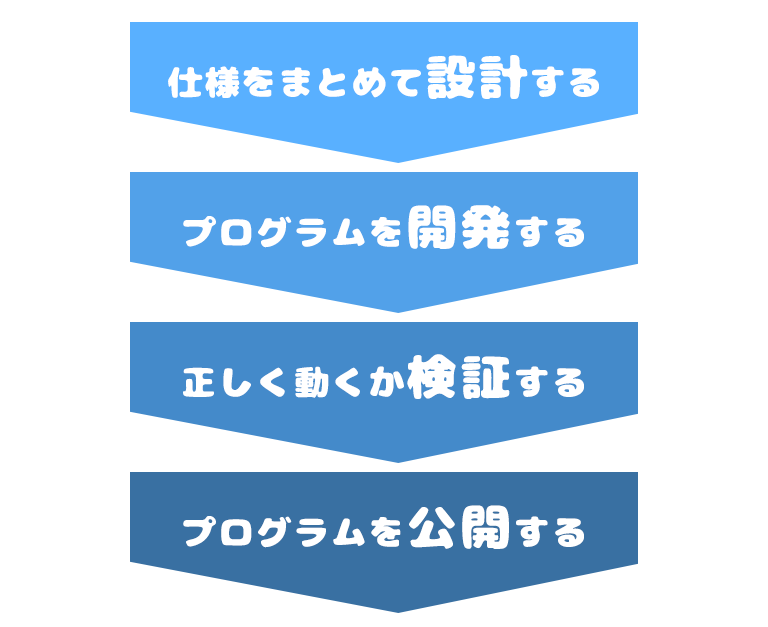 仕様をまとめて設計する
プログラムを開発する
正しく動くか検証する
プログラムを公開する